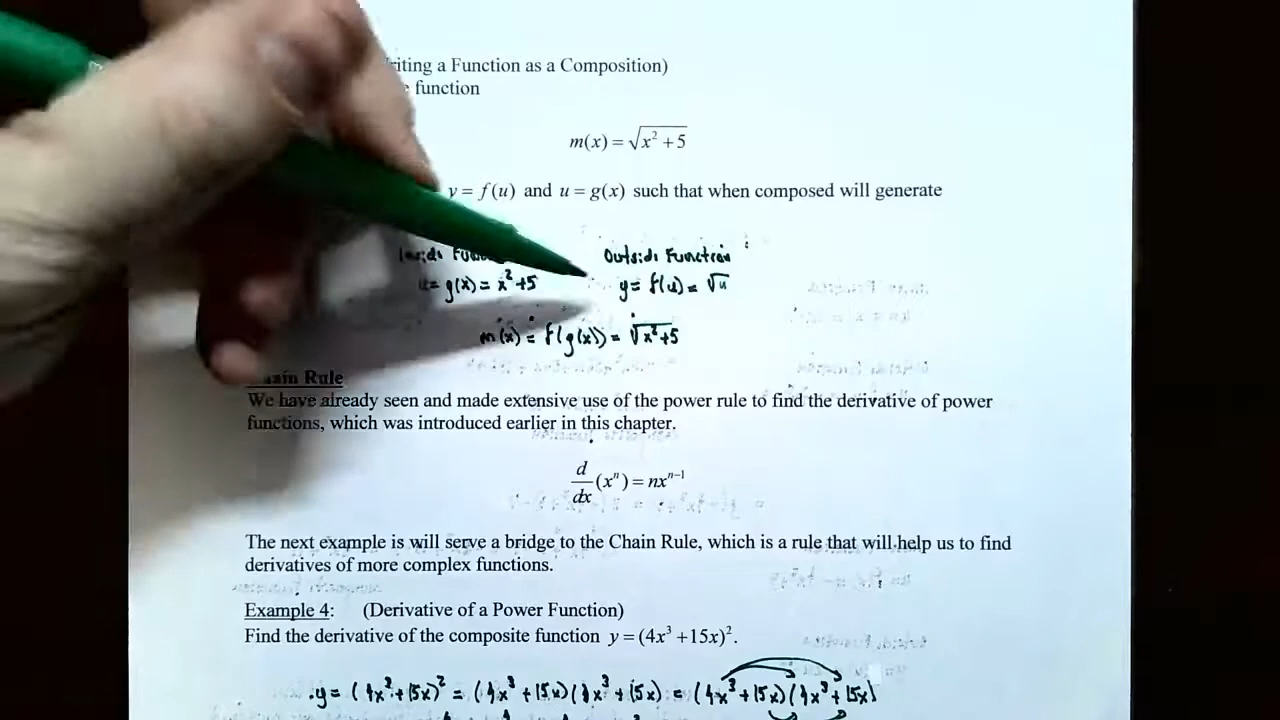 riting a Function as a Composition)
function
m(x) = √(x² + 5)
y = f(u) and u = g(x) such that when composed will generate
Insids Outsids Function
u = g(x) = x²+5 y = f(u) = √u
m(x) = f(g(x)) = √x²+5
Chain Rule
We have already seen and made extensive use of the power rule to find the derivative of power
functions, which was introduced earlier in this chapter.
d/dx (xⁿ) = nxⁿ⁻¹
The next example is will serve a bridge to the Chain Rule, which is a rule that will help us to find
derivatives of more complex functions.
Example 4: (Derivative of a Power Function)
Find the derivative of the composite function y = (4x³ +15x)².
y = (4x³+15x)² = (4x³+15x)(4x³+15x) = (4x³+15x)(4x³+15x)